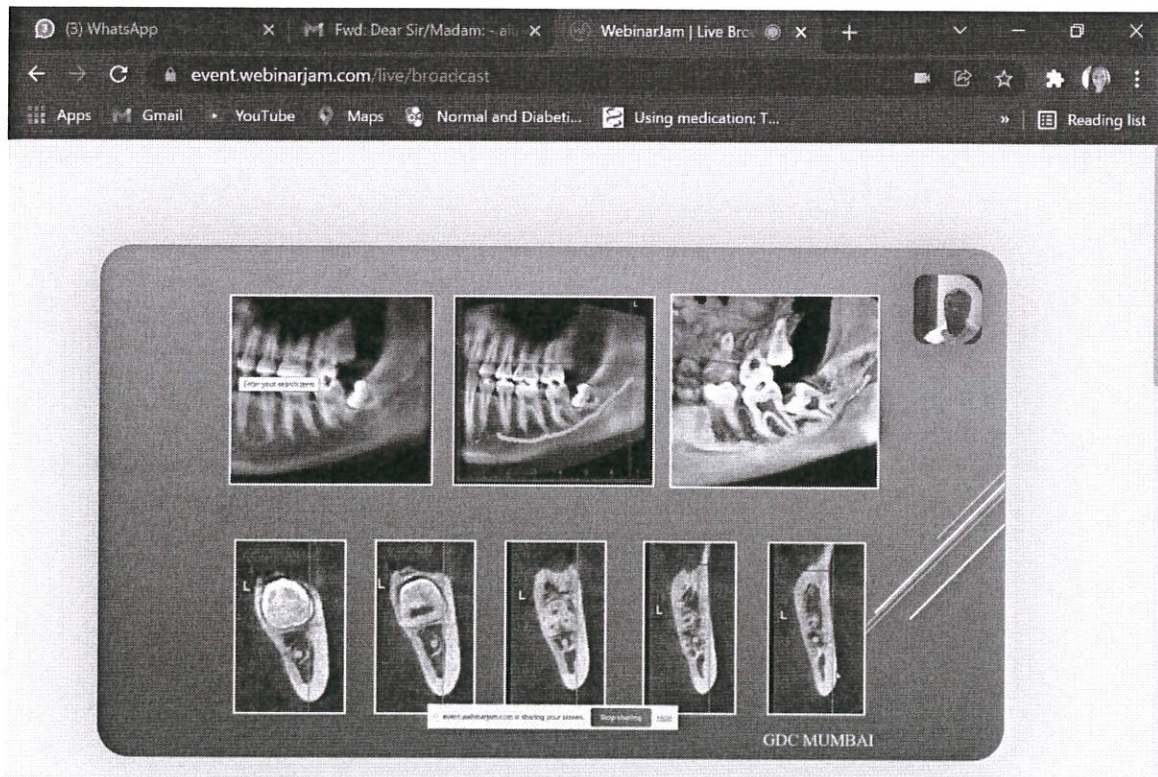 3 (3) WhatsApp
Fwd: Dear Sir/Madam: - al
WebinarJam | Live Bro
event.webinarjam.com/live/broadcast
Apps Gmail YouTube Maps Normal and Diabeti... Using medication: T... » Reading list
L
Enter your search term
L L L L L
event.webinarjam.com is sharing your screen. Stop sharing Hide
GDC MUMBAI